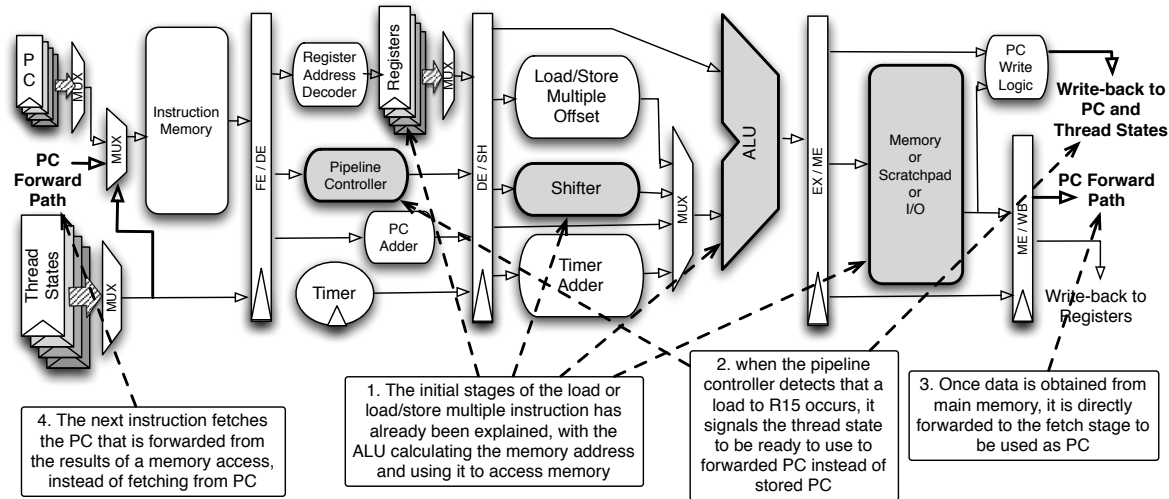 PC
MUX
MUX
PC
Forward
Path
Thread
States
MUX
Instruction
Memory
FE / DE
Register
Address
Decoder
Registers
MUX
Pipeline
Controller
PC
Adder
Timer
DE / SH
Load/Store
Multiple
Offset
Shifter
Timer
Adder
MUX
ALU
EX / ME
Memory
or
Scratchpad
or
I/O
PC
Write
Logic
Write-back to
PC and
Thread States
ME / WB
PC Forward
Path
Write-back to
Registers
4. The next instruction fetches
the PC that is forwarded from
the results of a memory access,
instead of fetching from PC
1. The initial stages of the load or
load/store multiple instruction has
already been explained, with the
ALU calculating the memory address
and using it to access memory
2. when the pipeline
controller detects that a
load to R15 occurs, it
signals the thread state
to be ready to use to
forwarded PC instead of
stored PC
3. Once data is obtained from
main memory, it is directly
forwarded to the fetch stage to
be used as PC